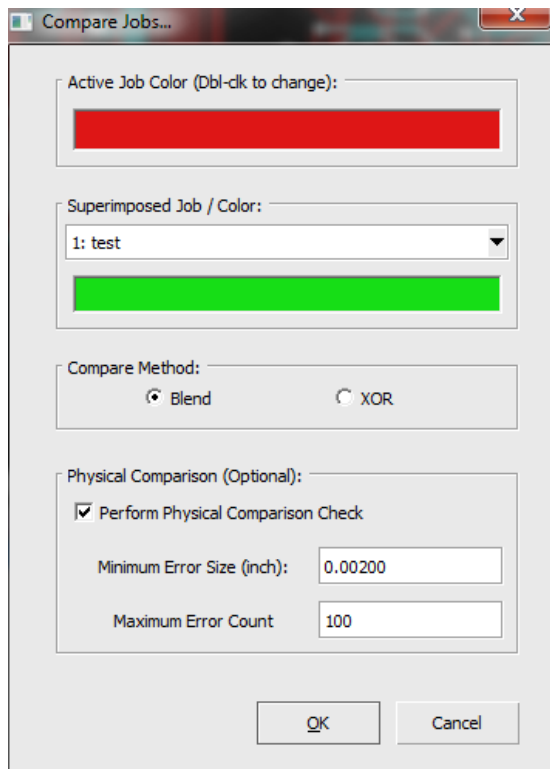 Compare Jobs...
X
Active Job Color (Dbl-clk to change):
Superimposed Job / Color:
1: test
Compare Method:
Blend XOR
Physical Comparison (Optional):
Perform Physical Comparison Check
Minimum Error Size (inch): 0.00200
Maximum Error Count 100
OK Cancel